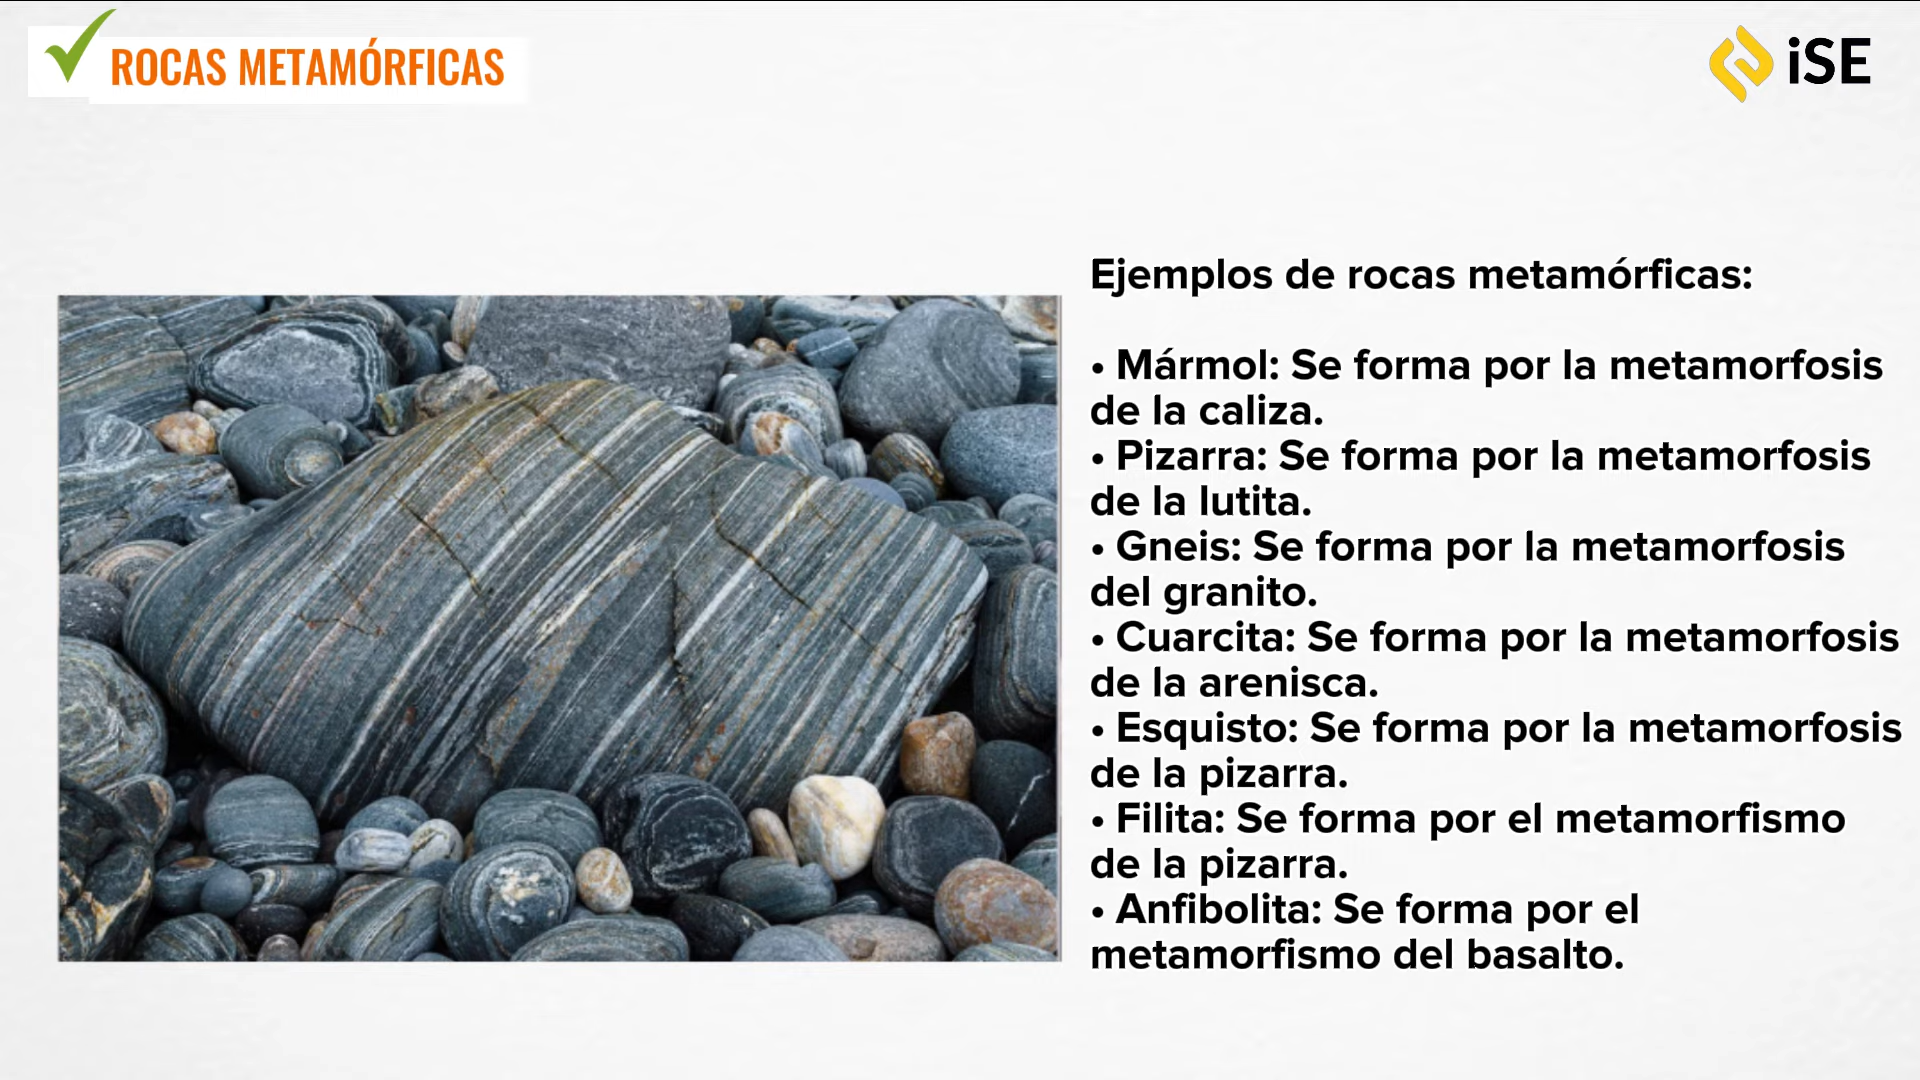 ROCAS METAMÓRFICAS
iSE
Ejemplos de rocas metamórficas:
• Mármol: Se forma por la metamorfosis
de la caliza.
• Pizarra: Se forma por la metamorfosis
de la lutita.
• Gneis: Se forma por la metamorfosis
del granito.
• Cuarcita: Se forma por la metamorfosis
de la arenisca.
• Esquisto: Se forma por la metamorfosis
de la pizarra.
• Filita: Se forma por el metamorfismo
de la pizarra.
• Anfibolita: Se forma por el
metamorfismo del basalto.